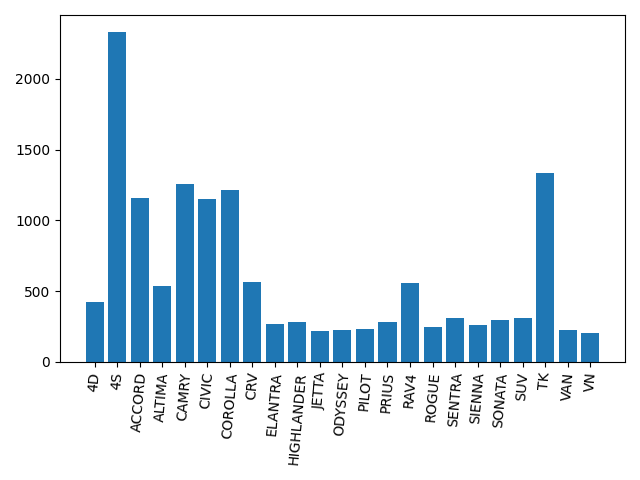 2000
1500
1000
500
0
4D
4S
ACCORD
ALTIMA
CAMRY
CIVIC
COROLLA
CRV
ELANTRA
HIGHLANDER
JETTA
ODYSSEY
PILOT
PRIUS
RAV4
ROGUE
SENTRA
SIENNA
SONATA
SUV
TK
VAN
VN